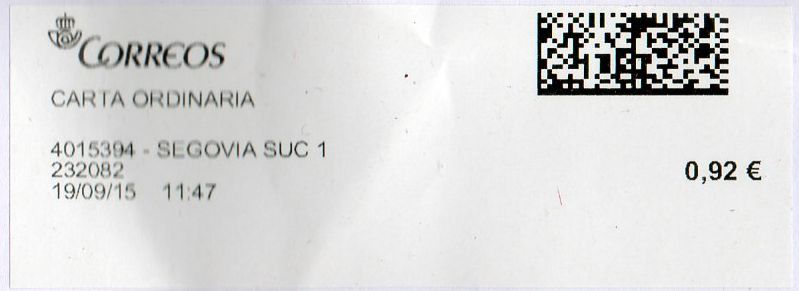 CORREOS
CARTA ORDINARIA
4015394 - SEGOVIA SUC 1
232082
19/09/15 11:47
0,92 €